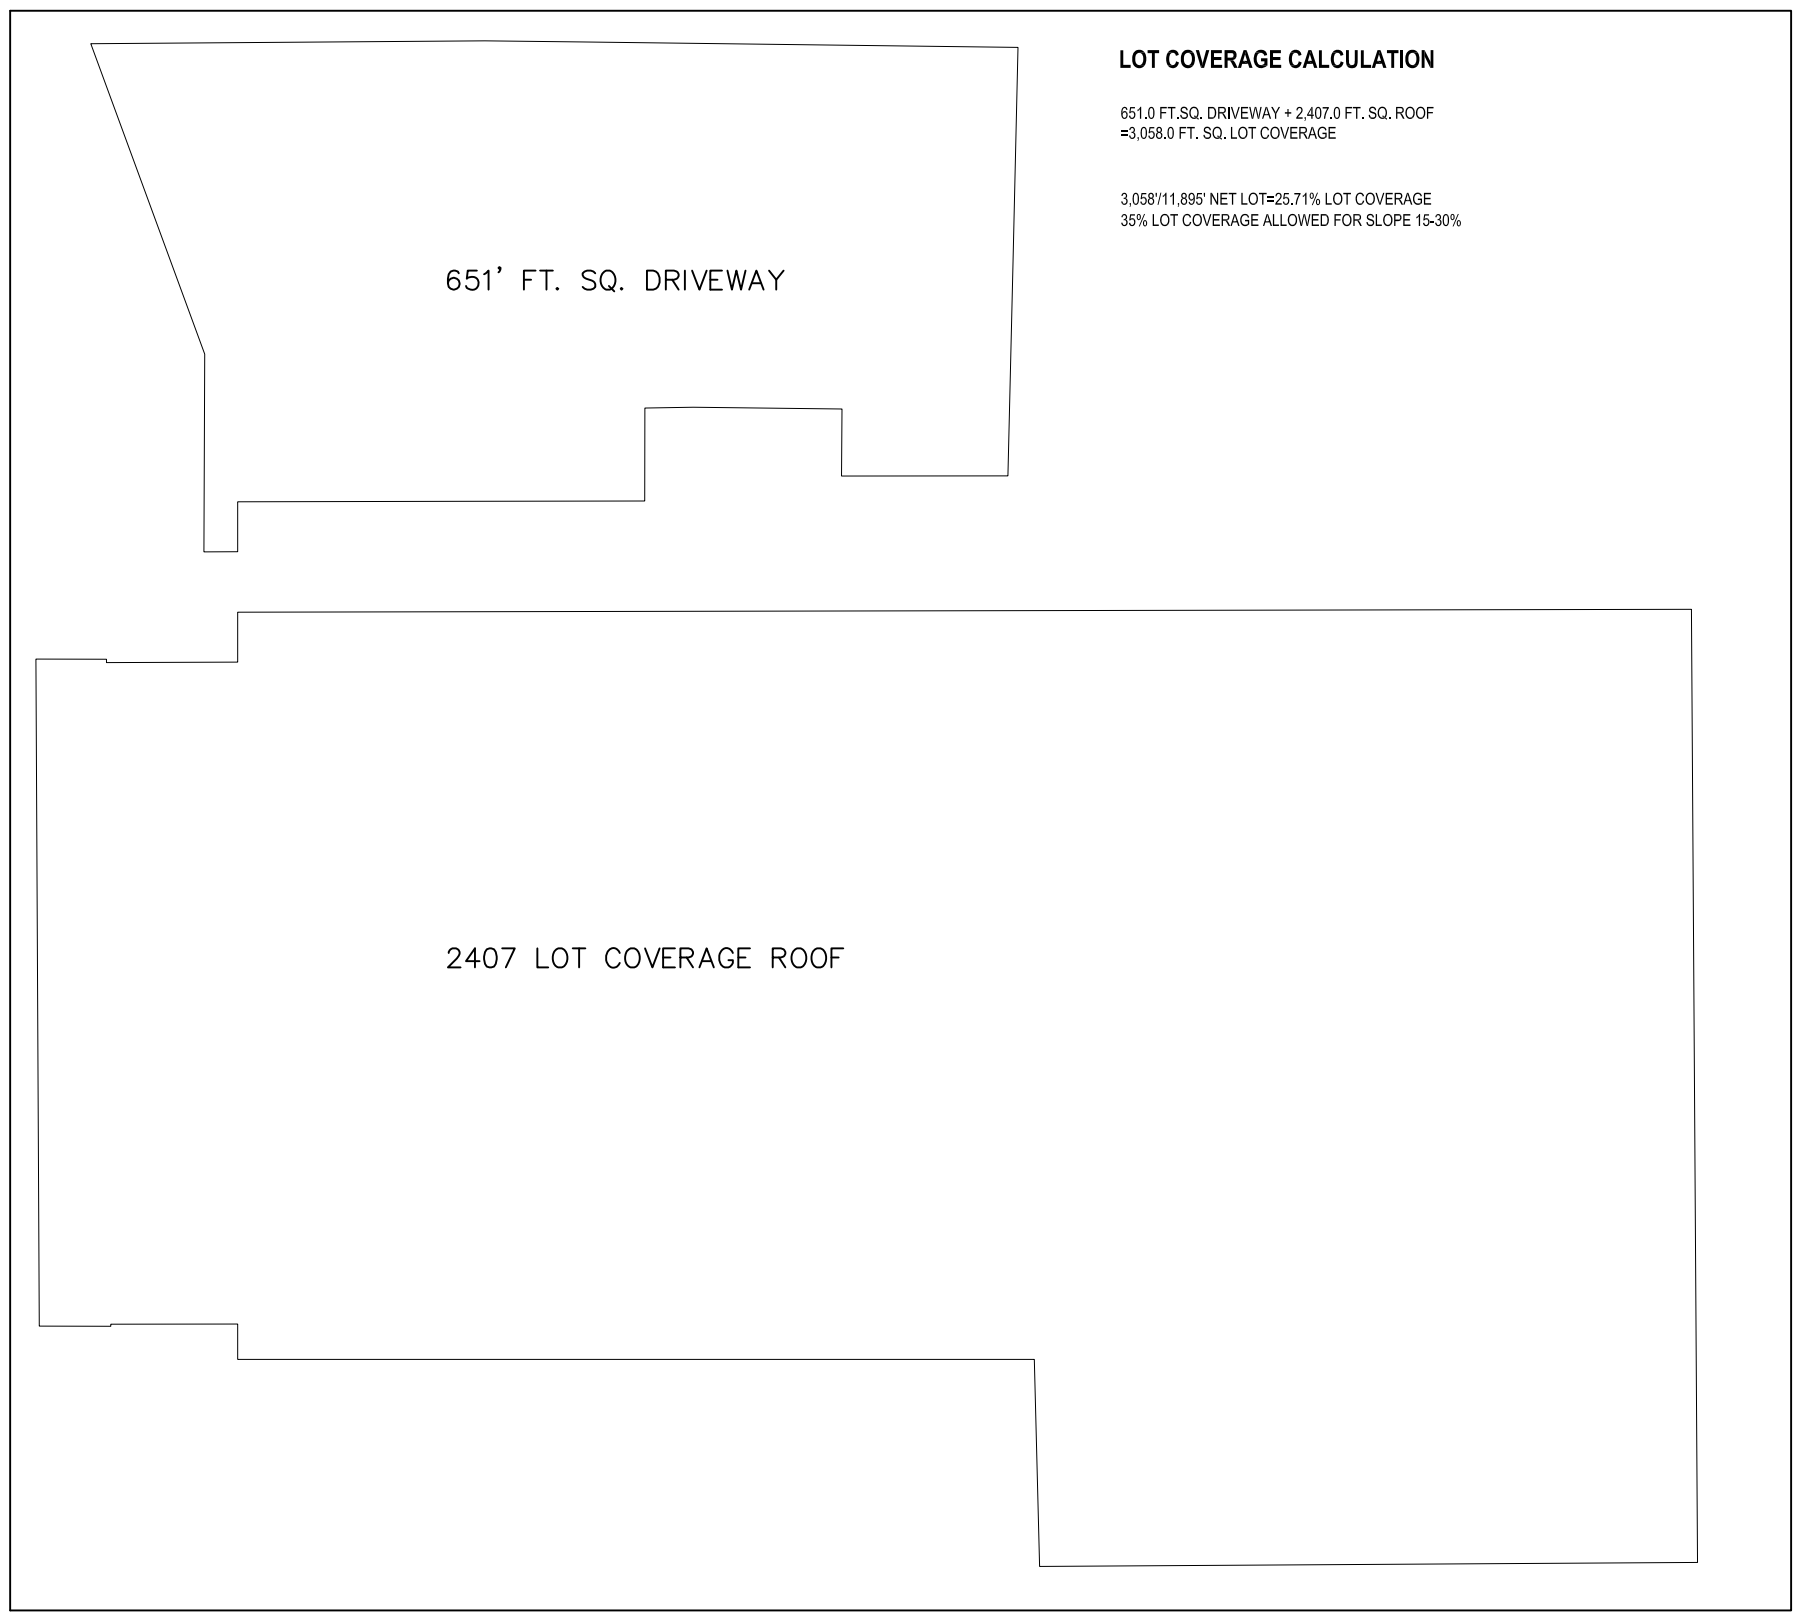 LOT COVERAGE CALCULATION
651.0 FT.SQ. DRIVEWAY + 2,407.0 FT. SQ. ROOF
=3,058.0 FT. SQ. LOT COVERAGE
3,058'/11,895' NET LOT=25.71% LOT COVERAGE
35% LOT COVERAGE ALLOWED FOR SLOPE 15-30%
651' FT. SQ. DRIVEWAY
2407 LOT COVERAGE ROOF